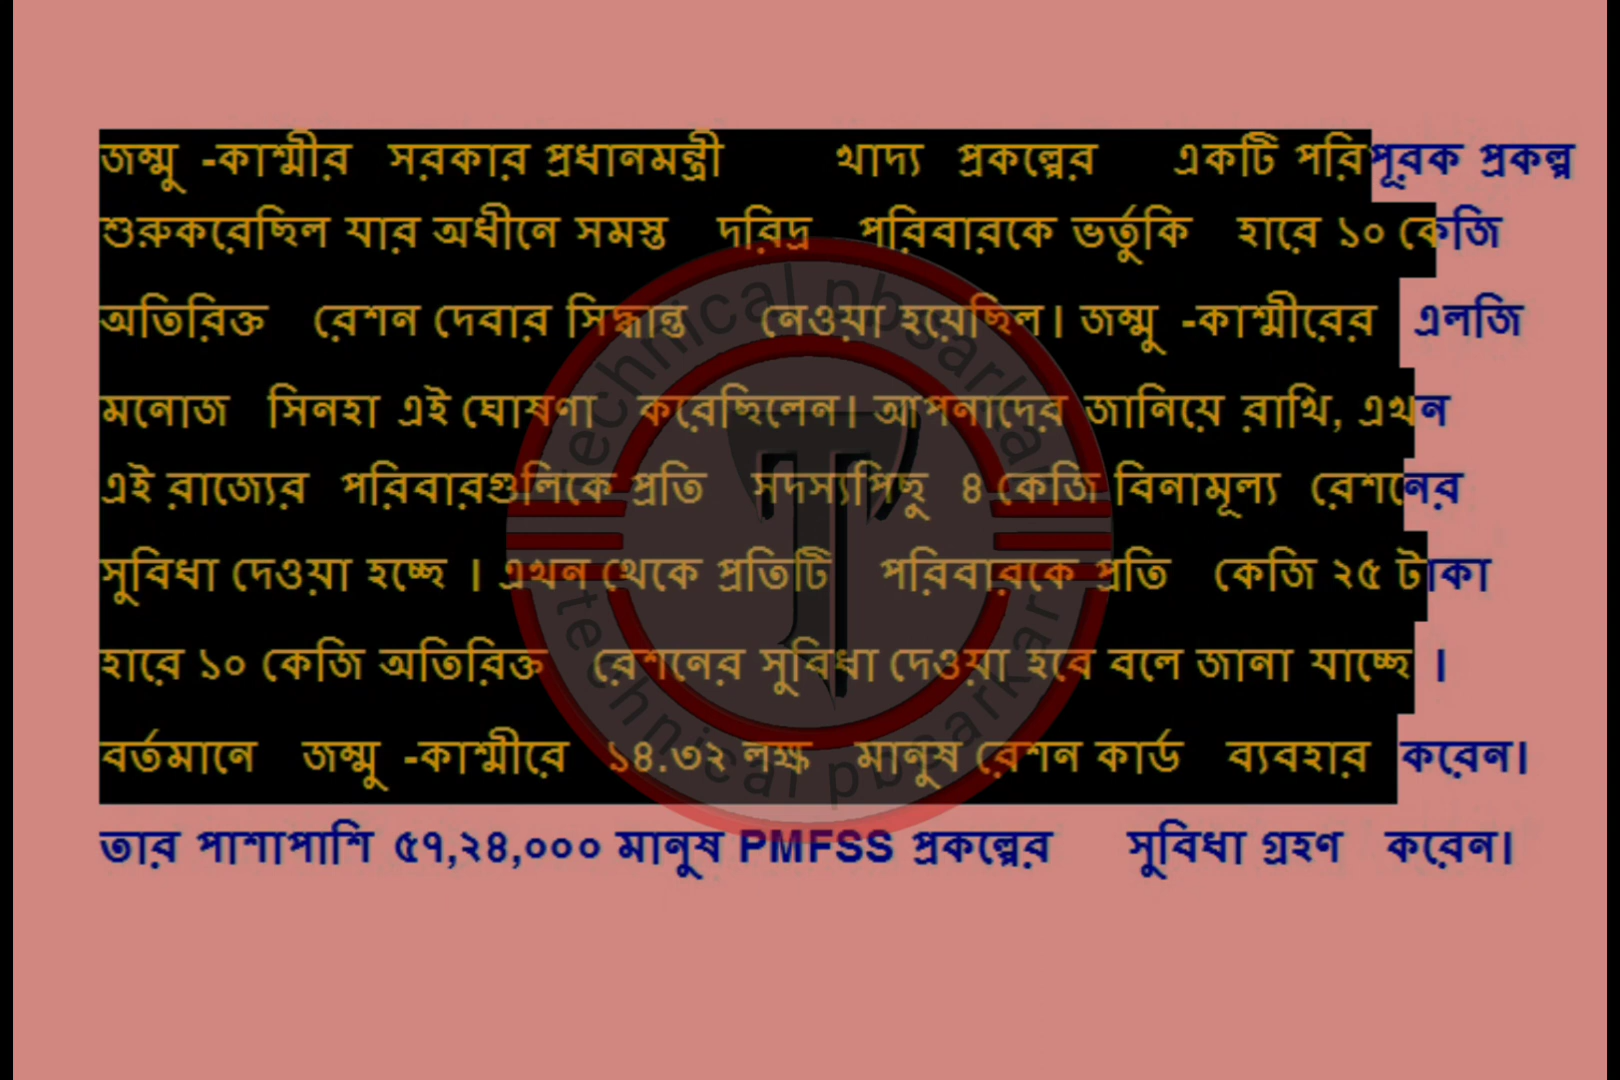 জম্মু -কাশ্মীর সরকার প্রধানমন্ত্রী খাদ্য প্রকল্পের একটি পরিপূরক প্রকল্প
শুরুকরেছিল যার অধীনে সমস্ত দরিদ্র পরিবারকে ভর্তুকি হারে ১০ কেজি
অতিরিক্ত রেশন দেবার সিদ্ধান্ত নেওয়া হয়েছিল। জম্মু -কাশ্মীরের এলজি
মনোজ সিনহা এই ঘোষণা করেছিলেন। আপনাদের জানিয়ে রাখি, এখন
এই রাজ্যের পরিবারগুলিকে প্রতি সদস্যপিছু ৪ কেজি বিনামূল্য রেশনের
সুবিধা দেওয়া হচ্ছে । এখন থেকে প্রতিটি পরিবারকে প্রতি কেজি ২৫ টাকা
হারে ১০ কেজি অতিরিক্ত রেশনের সুবিধা দেওয়া হবে বলে জানা যাচ্ছে ।
বর্তমানে জম্মু -কাশ্মীরে ১৪.৩২ লক্ষ মানুষ রেশন কার্ড ব্যবহার করেন।
তার পাশাপাশি ৫৭,২৪,০০০ মানুষ PMFSS প্রকল্পের সুবিধা গ্রহণ করেন।
technical pbsarkar
T
technical pbsarkar